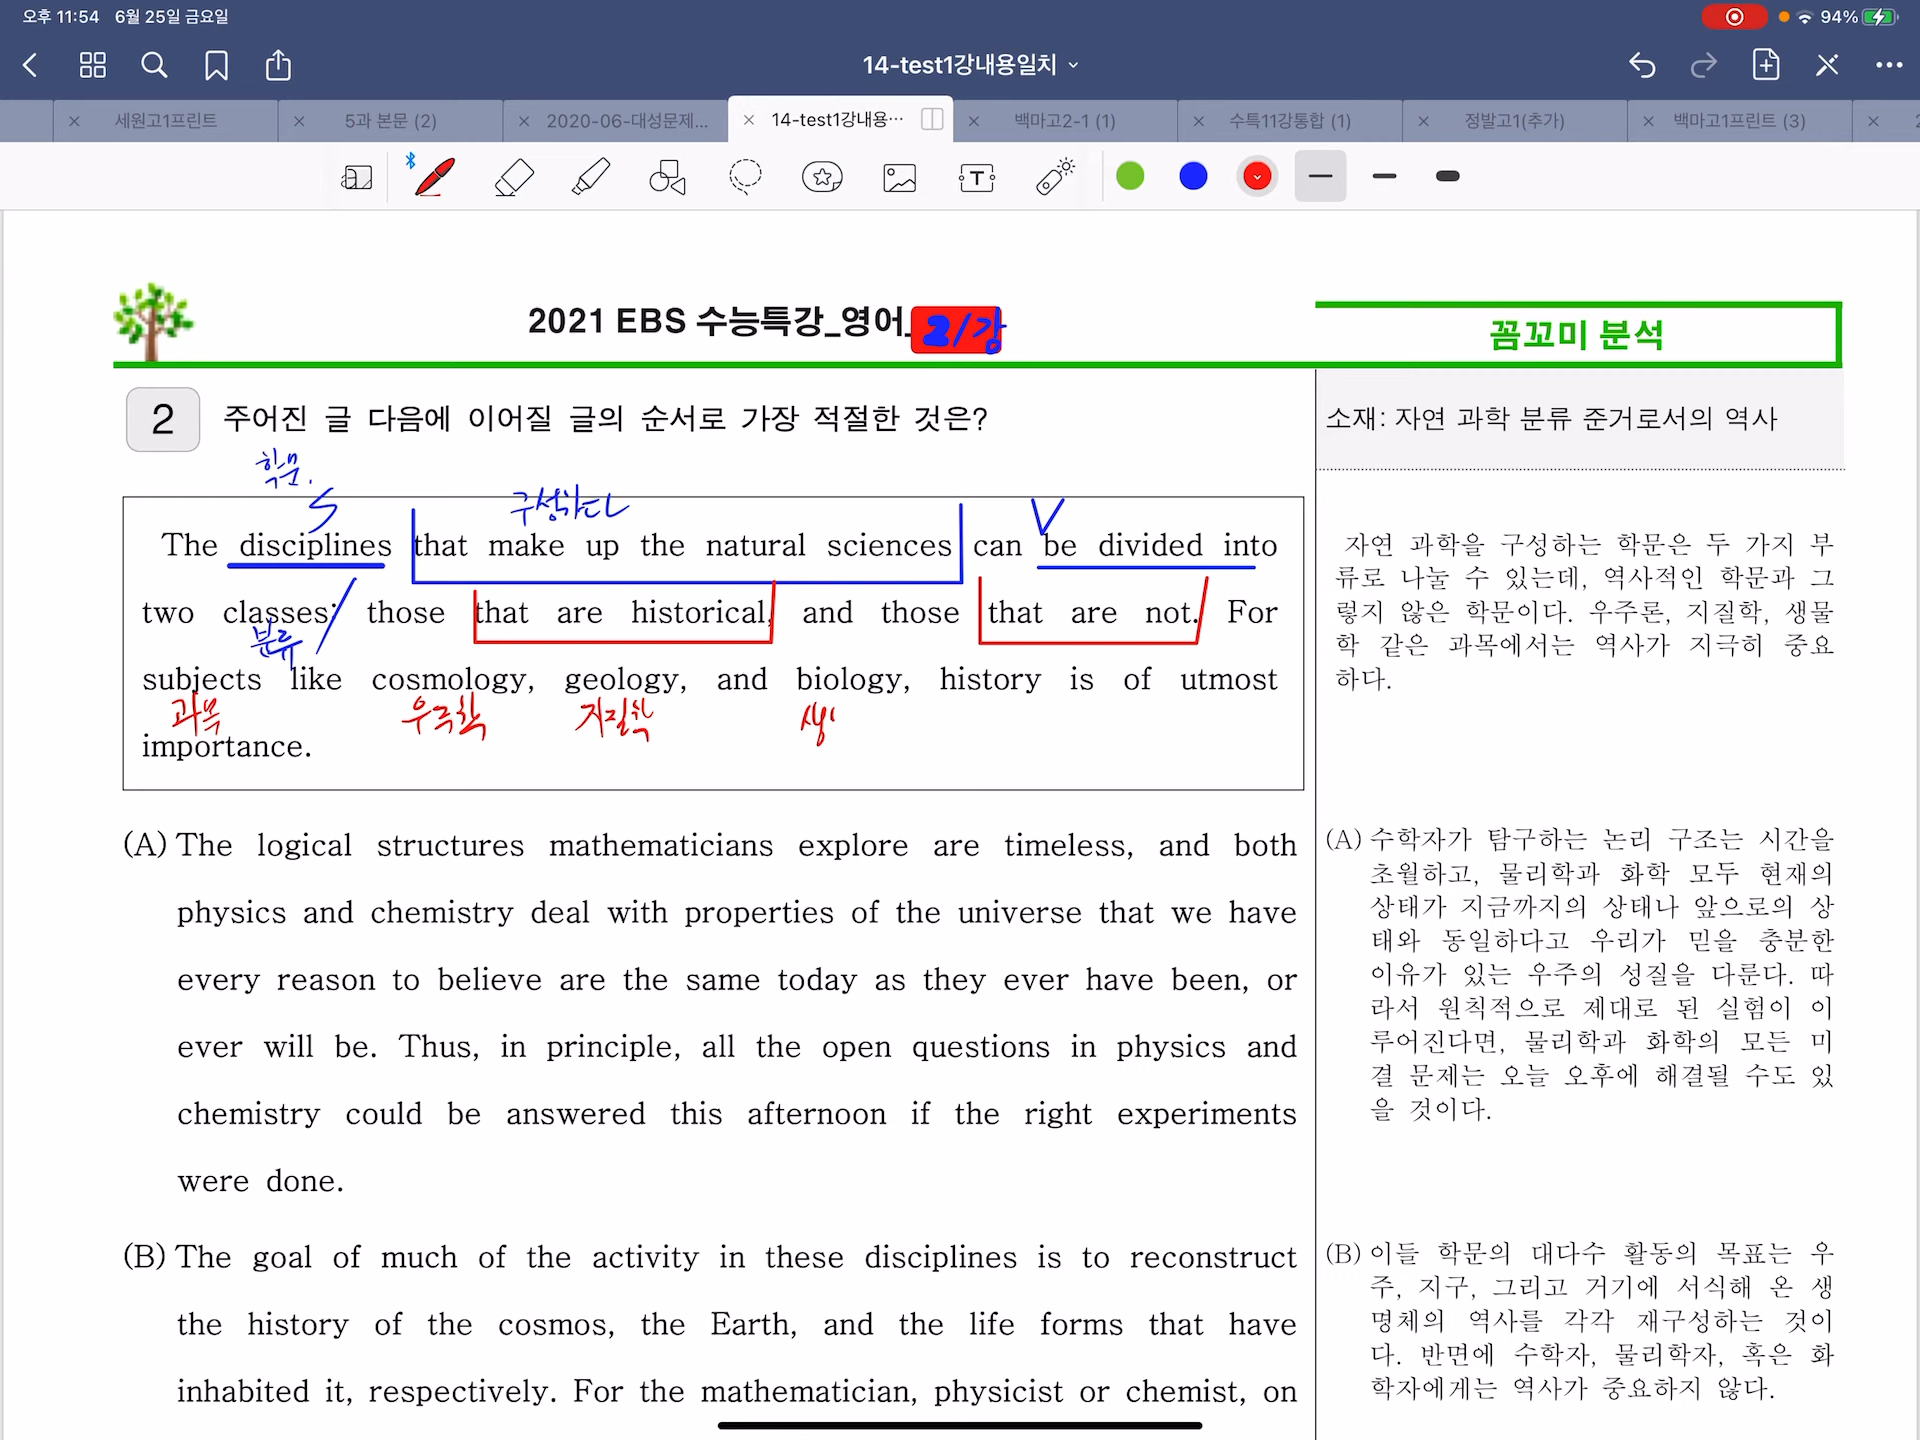 오후 11:54 6월 25일 금요일
94%
14-test1강내용일치
세원고1프린트
5과 본문 (2)
2020-06-대성문제...
14-test1강내용...
백마고2-1 (1)
수특11강통합 (1)
정발고1(추가)
백마고1프린트 (3)
2021 EBS 수능특강_영어_
꼼꼬미 분석
2 주어진 글 다음에 이어질 글의 순서로 가장 적절한 것은?
소재: 자연 과학 분류 준거로서의 역사
학문.
S
구성하다
V
The disciplines that make up the natural sciences can be divided into
two classes; those that are historical, and those that are not. For
분류
subjects like cosmology, geology, and biology, history is of utmost
과목 우주학 지질학
importance.
자연 과학을 구성하는 학문은 두 가지 부
류로 나눌 수 있는데, 역사적인 학문과 그
렇지 않은 학문이다. 우주론, 지질학, 생물
학 같은 과목에서는 역사가 지극히 중요
하다.
(A) The logical structures mathematicians explore are timeless, and both
physics and chemistry deal with properties of the universe that we have
every reason to believe are the same today as they ever have been, or
ever will be. Thus, in principle, all the open questions in physics and
chemistry could be answered this afternoon if the right experiments
were done.
(A) 수학자가 탐구하는 논리 구조는 시간을
초월하고, 물리학과 화학 모두 현재의
상태가 지금까지의 상태나 앞으로의 상
태와 동일하다고 우리가 믿을 충분한
이유가 있는 우주의 성질을 다룬다. 따
라서 원칙적으로 제대로 된 실험이 이
루어진다면, 물리학과 화학의 모든 미
결 문제는 오늘 오후에 해결될 수도 있
을 것이다.
(B) The goal of much of the activity in these disciplines is to reconstruct
the history of the cosmos, the Earth, and the life forms that have
inhabited it, respectively. For the mathematician, physicist or chemist, on
(B) 이들 학문의 대다수 활동의 목표는 우
주, 지구, 그리고 거기에 서식해 온 생
명체의 역사를 각각 재구성하는 것이
다. 반면에 수학자, 물리학자, 혹은 화
학자에게는 역사가 중요하지 않다.